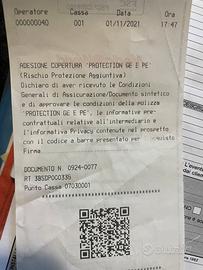 Operatore Cassa Data Ora
00000040 001 01/11/2021 17:47
ADESIONE COPERTURA 'PROTECTION GE E PE'
(Rischio Protezione Aggiuntiva)
Dichiaro di aver ricevuto le Condizioni
Generali di Assicurazione/Documento sintetico
e di approvare le condizioni della polizza
'PROTECTION GE E PE', le informative pre-
contrattuali relative all'intermediario e
l'informativa Privacy contenute nel prospetto
con il codice a barre presentato per
Firma
DOCUMENTO N. 0924-0077
Punto Cassa 07030001